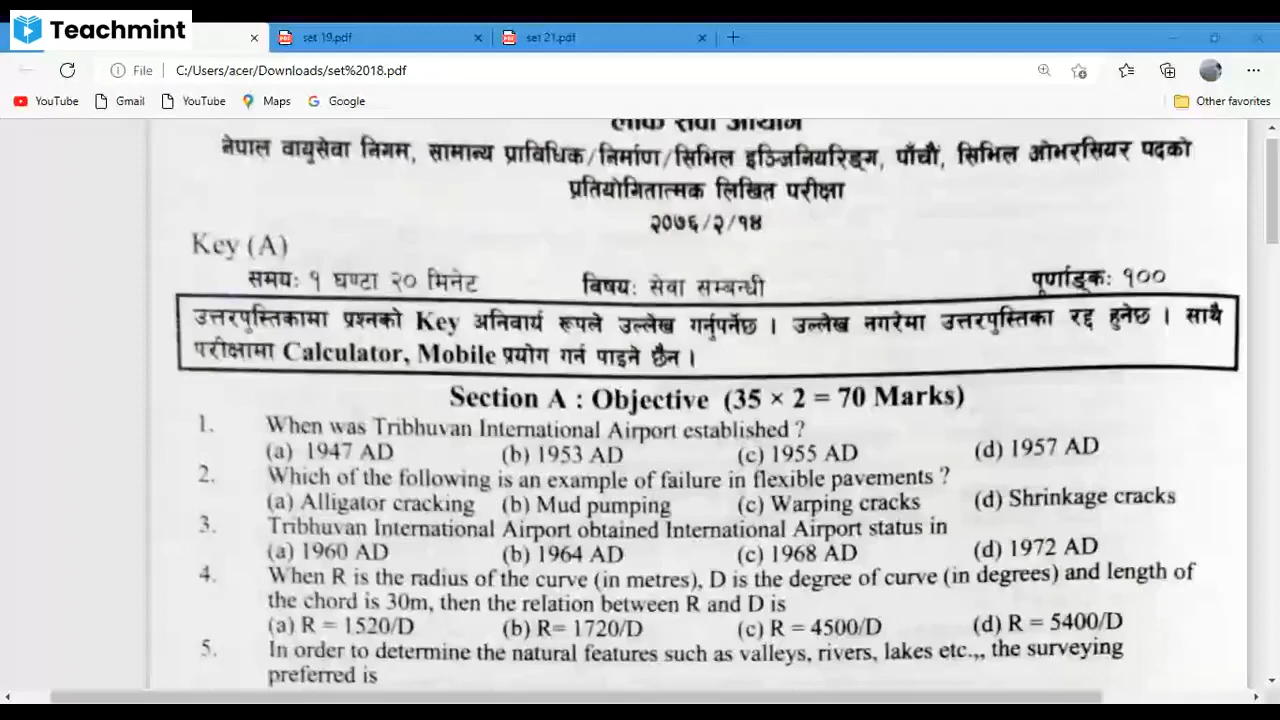 Teachmint
set 19.pdf
set 21.pdf
File
C:/Users/acer/Downloads/set%2018.pdf
YouTube
Gmail
YouTube
Maps
Google
Other favorites
लोक सेवा आयोग
नेपाल वायुसेवा निगम, सामान्य प्राविधिक/निर्माण/सिभिल इञ्जिनियरिङ्ग, पाँचौं, सिभिल ओभरसियर पदको
प्रतियोगितात्मक लिखित परीक्षा
२०७६/२/१४
Key (A)
समयः १ घण्टा २० मिनेट विषयः सेवा सम्बन्धी पूर्णाङ्कः १००
उत्तरपुस्तिकामा प्रश्नको Key अनिवार्य रूपले उल्लेख गर्नुपर्नेछ । उल्लेख नगरेमा उत्तरपुस्तिका रद्द हुनेछ । साथै
परीक्षामा Calculator, Mobile प्रयोग गर्न पाइने छैन ।
Section A : Objective (35 × 2 = 70 Marks)
1. When was Tribhuvan International Airport established ?
(a) 1947 AD (b) 1953 AD (c) 1955 AD (d) 1957 AD
2. Which of the following is an example of failure in flexible pavements ?
(a) Alligator cracking (b) Mud pumping (c) Warping cracks (d) Shrinkage cracks
3. Tribhuvan International Airport obtained International Airport status in
(a) 1960 AD (b) 1964 AD (c) 1968 AD (d) 1972 AD
4. When R is the radius of the curve (in metres), D is the degree of curve (in degrees) and length of
the chord is 30m, then the relation between R and D is
(a) R = 1520/D (b) R= 1720/D (c) R = 4500/D (d) R = 5400/D
5. In order to determine the natural features such as valleys, rivers, lakes etc.,, the surveying
preferred is